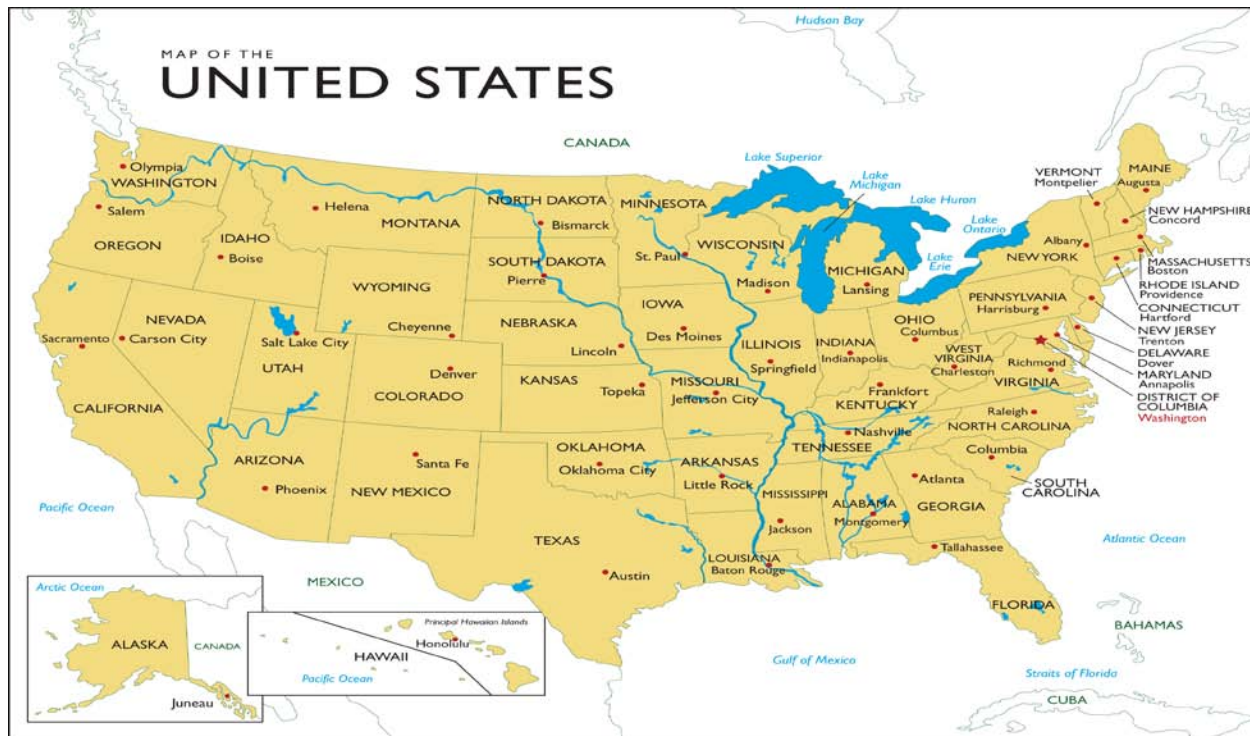 MAP OF THE
UNITED STATES
Hudson Bay
CANADA
Lake Superior
Lake
Michigan
Lake Huron
Lake
Ontario
Lake
Erie
Olympia
WASHINGTON
Salem
OREGON
IDAHO
Boise
Helena
MONTANA
NORTH DAKOTA
Bismarck
MINNESOTA
St. Paul
WISCONSIN
Madison
MICHIGAN
Lansing
SOUTH DAKOTA
Pierre
WYOMING
Cheyenne
NEBRASKA
Lincoln
IOWA
Des Moines
NEVADA
Carson City
Sacramento
CALIFORNIA
Salt Lake City
UTAH
Denver
COLORADO
KANSAS
Topeka
MISSOURI
Jefferson City
ILLINOIS
Springfield
INDIANA
Indianapolis
OHIO
Columbus
WEST
VIRGINIA
Charleston
PENNSYLVANIA
Harrisburg
Albany
NEW YORK
VERMONT
Montpelier
MAINE
Augusta
NEW HAMPSHIRE
Concord
MASSACHUSETTS
Boston
RHODE ISLAND
Providence
CONNECTICUT
Hartford
NEW JERSEY
Trenton
DELAWARE
Dover
MARYLAND
Annapolis
DISTRICT OF
COLUMBIA
Washington
Richmond
VIRGINIA
Frankfort
KENTUCKY
Nashville
TENNESSEE
Raleigh
NORTH CAROLINA
Columbia
SOUTH
CAROLINA
ARIZONA
Phoenix
Santa Fe
NEW MEXICO
OKLAHOMA
Oklahoma City
ARKANSAS
Little Rock
MISSISSIPPI
Jackson
ALABAMA
Montgomery
Atlanta
GEORGIA
TEXAS
Austin
LOUISIANA
Baton Rouge
Tallahassee
FLORIDA
Pacific Ocean
Atlantic Ocean
MEXICO
Gulf of Mexico
BAHAMAS
Straits of Florida
CUBA
Arctic Ocean
ALASKA
CANADA
Juneau
Principal Hawaiian Islands
Honolulu
HAWAII
Pacific Ocean